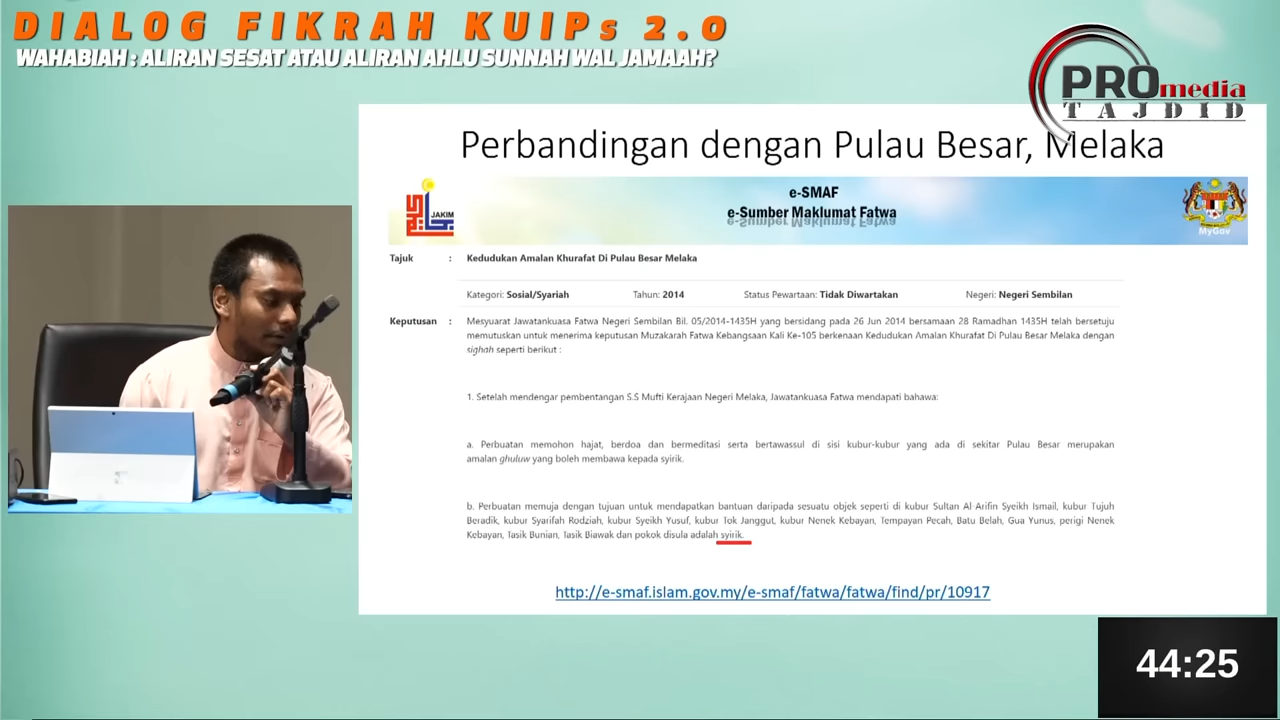 DIALOG FIKRAH KUIPs 2.0
WAHABIAH : ALIRAN SESAT ATAU ALIRAN AHLU SUNNAH WAL JAMAAH?
PROmedia
TAJDID
Perbandingan dengan Pulau Besar, Melaka
JAKIM
e-SMAF
e-Sumber Maklumat Fatwa
MyGov
Tajuk : Kedudukan Amalan Khurafat Di Pulau Besar Melaka
Kategori: Sosial/Syariah Tahun: 2014 Status Pewartaan: Tidak Diwartakan Negeri: Negeri Sembilan
Keputusan : Mesyuarat Jawatankuasa Fatwa Negeri Sembilan Bil. 05/2014-1435H yang bersidang pada 26 Jun 2014 bersamaan 28 Ramadhan 1435H telah bersetuju
memutuskan untuk menerima keputusan Muzakarah Fatwa Kebangsaan Kali Ke-105 berkenaan Kedudukan Amalan Khurafat Di Pulau Besar Melaka dengan
sighah seperti berikut :
1. Setelah mendengar pembentangan S.S Mufti Kerajaan Negeri Melaka, Jawatankuasa Fatwa mendapati bahawa:
a. Perbuatan memohon hajat, berdoa dan bermeditasi serta bertawassul di sisi kubur-kubur yang ada di sekitar Pulau Besar merupakan
amalan ghuluw yang boleh membawa kepada syirik.
b. Perbuatan memuja dengan tujuan untuk mendapatkan bantuan daripada sesuatu objek seperti di kubur Sultan Al Arifin Syeikh Ismail, kubur Tujuh
Beradik, kubur Syarifah Rodziah, kubur Syeikh Yusuf, kubur Tok Janggut, kubur Nenek Kebayan, Tempayan Pecah, Batu Belah, Gua Yunus, perigi Nenek
Kebayan, Tasik Bunian, Tasik Biawak dan pokok disula adalah syirik.
http://e-smaf.islam.gov.my/e-smaf/fatwa/fatwa/find/pr/10917
44:25